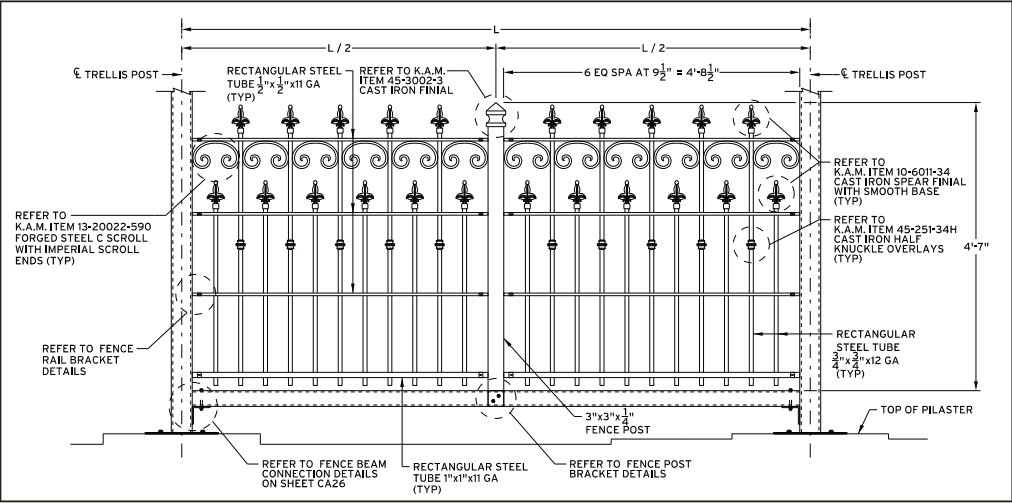 L
L / 2
L / 2
6 EQ SPA AT 9 1/2" = 4'-8 1/2"
℄ TRELLIS POST
RECTANGULAR STEEL
TUBE 1/2"x1/2"x11 GA
(TYP)
REFER TO K.A.M.
ITEM 45-3002-3
CAST IRON FINIAL
℄ TRELLIS POST
REFER TO
K.A.M. ITEM 10-6011-34
CAST IRON SPEAR FINIAL
WITH SMOOTH BASE
(TYP)
REFER TO
K.A.M. ITEM 13-20022-590
FORGED STEEL C SCROLL
WITH IMPERIAL SCROLL
ENDS (TYP)
REFER TO
K.A.M. ITEM 45-251-34H
CAST IRON HALF
KNUCKLE OVERLAYS
(TYP)
4'-7"
REFER TO FENCE
RAIL BRACKET
DETAILS
RECTANGULAR
STEEL TUBE
3/4"x3/4"x12 GA
(TYP)
3"x3"x1/4"
FENCE POST
TOP OF PILASTER
REFER TO FENCE BEAM
CONNECTION DETAILS
ON SHEET CA26
RECTANGULAR STEEL
TUBE 1"x1"x11 GA
(TYP)
REFER TO FENCE POST
BRACKET DETAILS